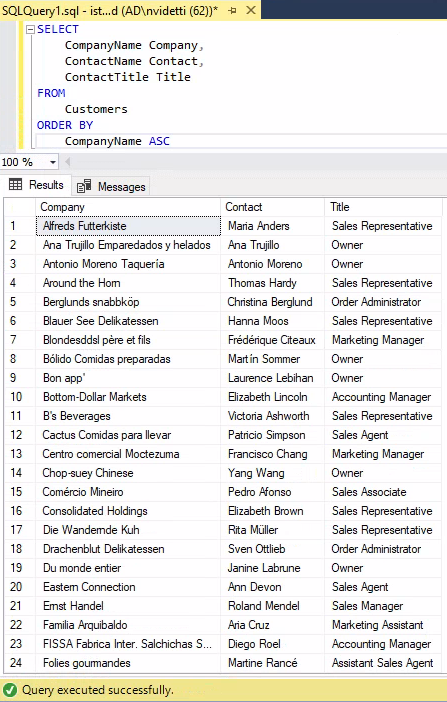 SQLQuery1.sql - ist...d (AD\nvidetti (62))*
SELECT
CompanyName Company,
ContactName Contact,
ContactTitle Title
FROM
Customers
ORDER BY
CompanyName ASC
100 %
Results Messages
Company Contact Title
1 Alfreds Futterkiste Maria Anders Sales Representative
2 Ana Trujillo Emparedados y helados Ana Trujillo Owner
3 Antonio Moreno Taquería Antonio Moreno Owner
4 Around the Horn Thomas Hardy Sales Representative
5 Berglunds snabbköp Christina Berglund Order Administrator
6 Blauer See Delikatessen Hanna Moos Sales Representative
7 Blondesddsl père et fils Frédérique Citeaux Marketing Manager
8 Bólido Comidas preparadas Martín Sommer Owner
9 Bon app' Laurence Lebihan Owner
10 Bottom-Dollar Markets Elizabeth Lincoln Accounting Manager
11 B's Beverages Victoria Ashworth Sales Representative
12 Cactus Comidas para llevar Patricio Simpson Sales Agent
13 Centro comercial Moctezuma Francisco Chang Marketing Manager
14 Chop-suey Chinese Yang Wang Owner
15 Comércio Mineiro Pedro Afonso Sales Associate
16 Consolidated Holdings Elizabeth Brown Sales Representative
17 Die Wandernde Kuh Rita Müller Sales Representative
18 Drachenblut Delikatessen Sven Ottlieb Order Administrator
19 Du monde entier Janine Labrune Owner
20 Eastern Connection Ann Devon Sales Agent
21 Ernst Handel Roland Mendel Sales Manager
22 Familia Arquibaldo Aria Cruz Marketing Assistant
23 FISSA Fabrica Inter. Salchichas S... Diego Roel Accounting Manager
24 Folies gourmandes Martine Rancé Assistant Sales Agent
Query executed successfully.